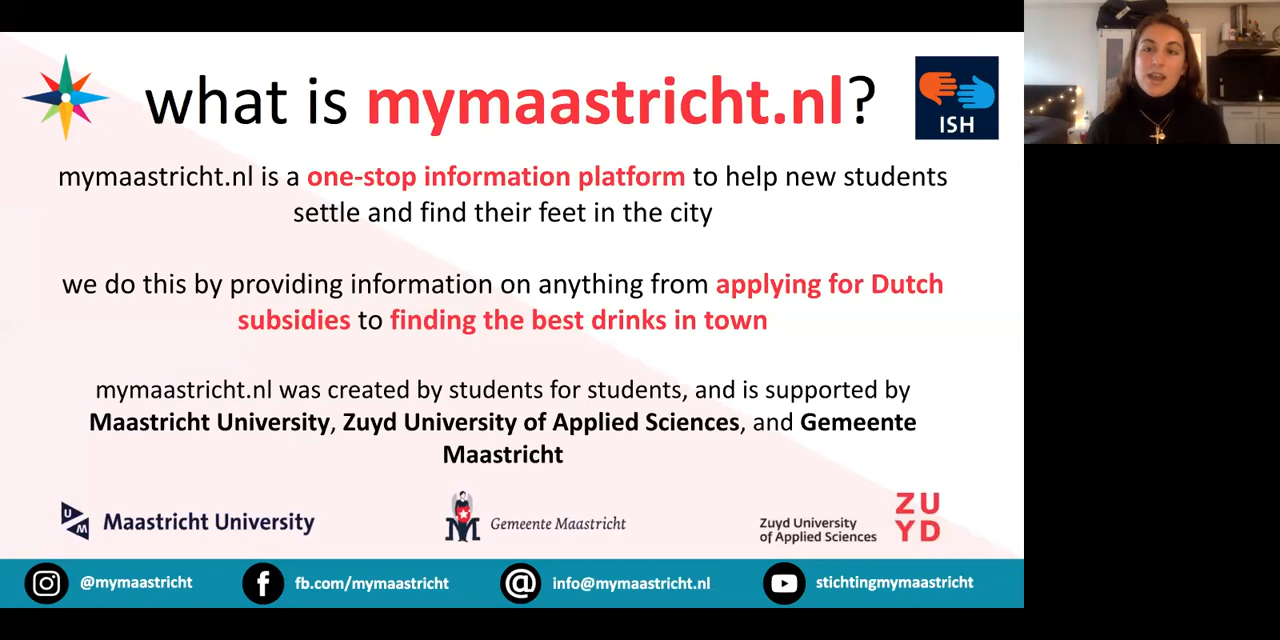 what is mymaastricht.nl?
ISH
mymaastricht.nl is a one-stop information platform to help new students
settle and find their feet in the city
we do this by providing information on anything from applying for Dutch
subsidies to finding the best drinks in town
mymaastricht.nl was created by students for students, and is supported by
Maastricht University, Zuyd University of Applied Sciences, and Gemeente
Maastricht
UM
Maastricht University
M
Gemeente Maastricht
Zuyd University
of Applied Sciences
ZU
YD
@mymaastricht
f
fb.com/mymaastricht
@
info@mymaastricht.nl
stichtingmymaastricht